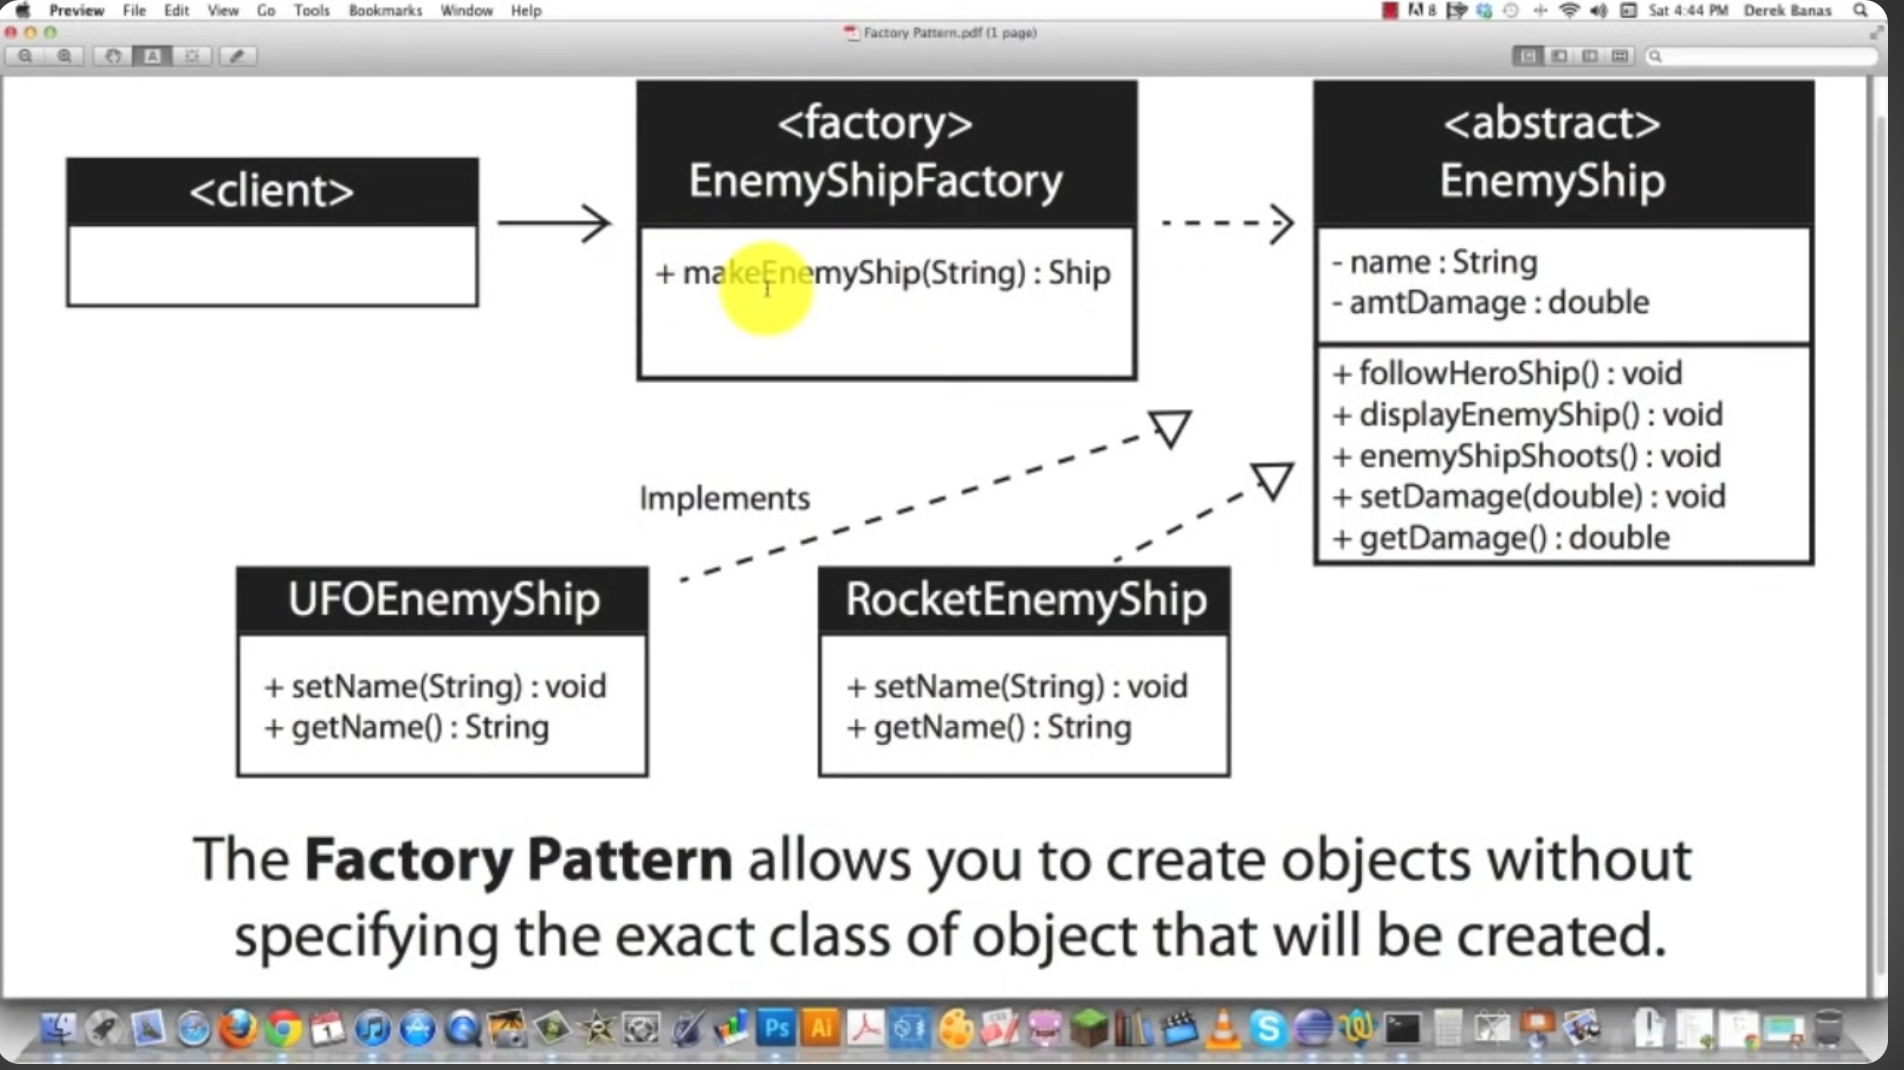 Preview File Edit View Go Tools Bookmarks Window Help
8 Sat 4:44 PM Derek Banas
Factory Pattern.pdf (1 page)
<client>
<factory>
EnemyShipFactory
+ makeEnemyShip(String) : Ship
<abstract>
EnemyShip
- name : String
- amtDamage : double
+ followHeroShip() : void
+ displayEnemyShip() : void
+ enemyShipShoots() : void
+ setDamage(double) : void
+ getDamage() : double
Implements
UFOEnemyShip
+ setName(String) : void
+ getName() : String
RocketEnemyShip
+ setName(String) : void
+ getName() : String
The Factory Pattern allows you to create objects without
specifying the exact class of object that will be created.
1
Ps
Ai
CSS
S